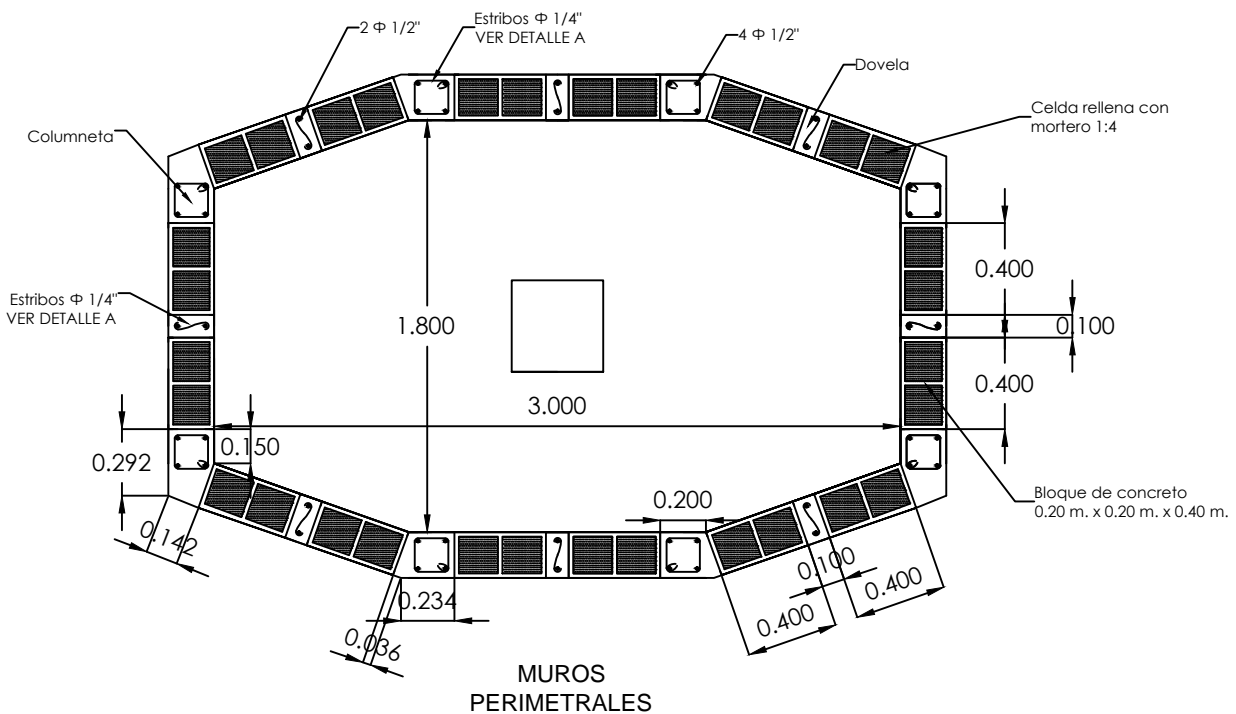 Estribos Φ 1/4"
VER DETALLE A
2 Φ 1/2"
4 Φ 1/2"
Dovela
Celda rellena con
mortero 1:4
Columneta
0.400
Estribos Φ 1/4"
VER DETALLE A
1.800
0.100
0.400
3.000
0.150
0.292
0.200
Bloque de concreto
0.20 m. x 0.20 m. x 0.40 m.
0.142
0.100
0.400
0.234
0.400
0.036
MUROS
PERIMETRALES